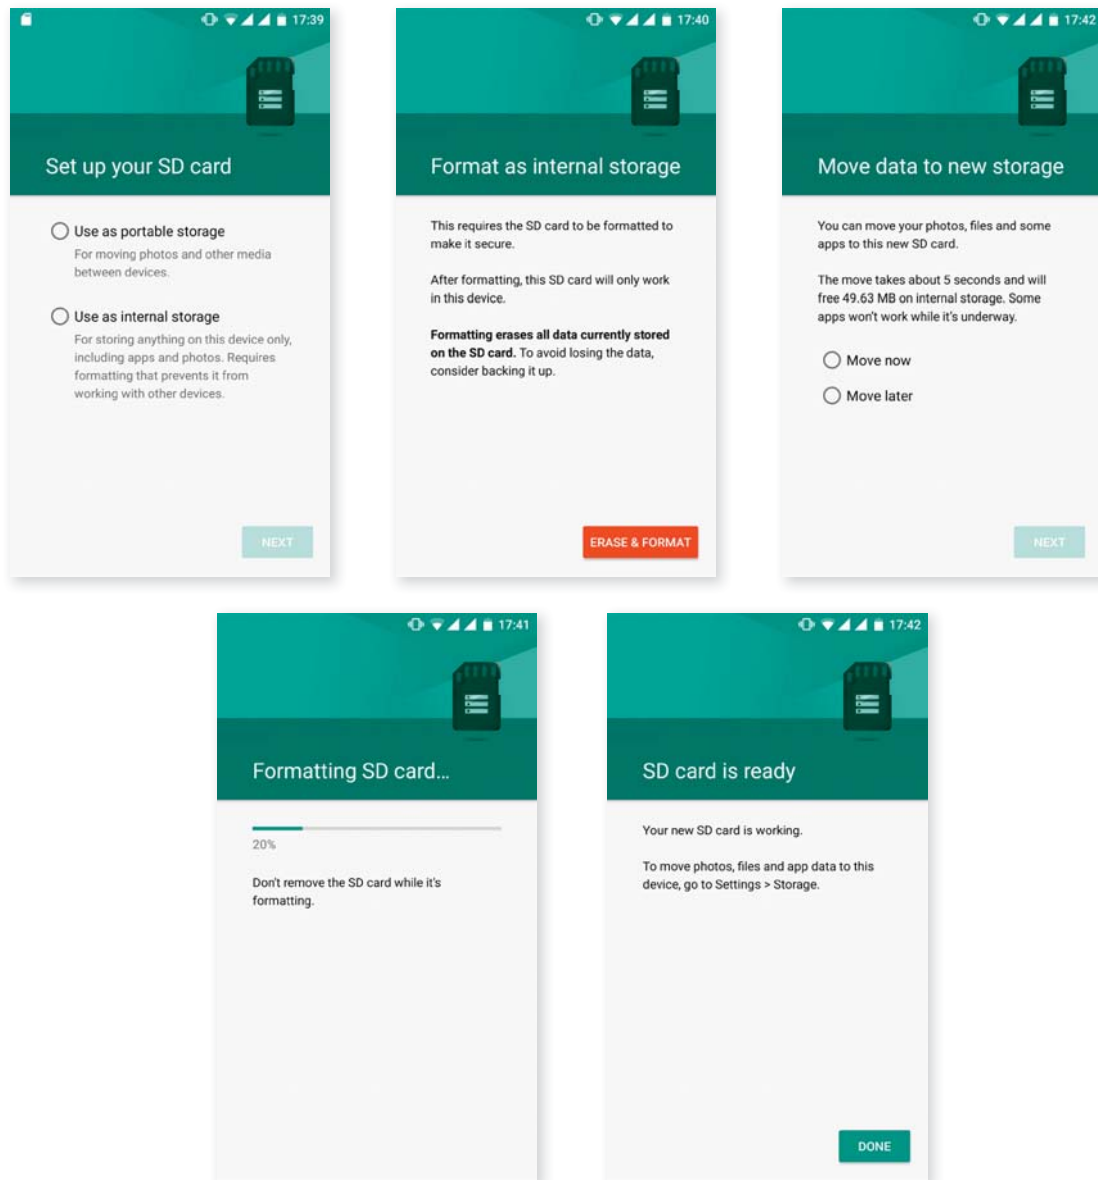 17:39
Set up your SD card
Use as portable storage
For moving photos and other media
between devices.
Use as internal storage
For storing anything on this device only,
including apps and photos. Requires
formatting that prevents it from
working with other devices.
NEXT
17:40
Format as internal storage
This requires the SD card to be formatted to
make it secure.
After formatting, this SD card will only work
in this device.
Formatting erases all data currently stored
on the SD card. To avoid losing the data,
consider backing it up.
ERASE & FORMAT
17:42
Move data to new storage
You can move your photos, files and some
apps to this new SD card.
The move takes about 5 seconds and will
free 49.63 MB on internal storage. Some
apps won't work while it's underway.
Move now
Move later
NEXT
17:41
Formatting SD card...
20%
Don't remove the SD card while it's
formatting.
17:42
SD card is ready
Your new SD card is working.
To move photos, files and app data to this
device, go to Settings > Storage.
DONE